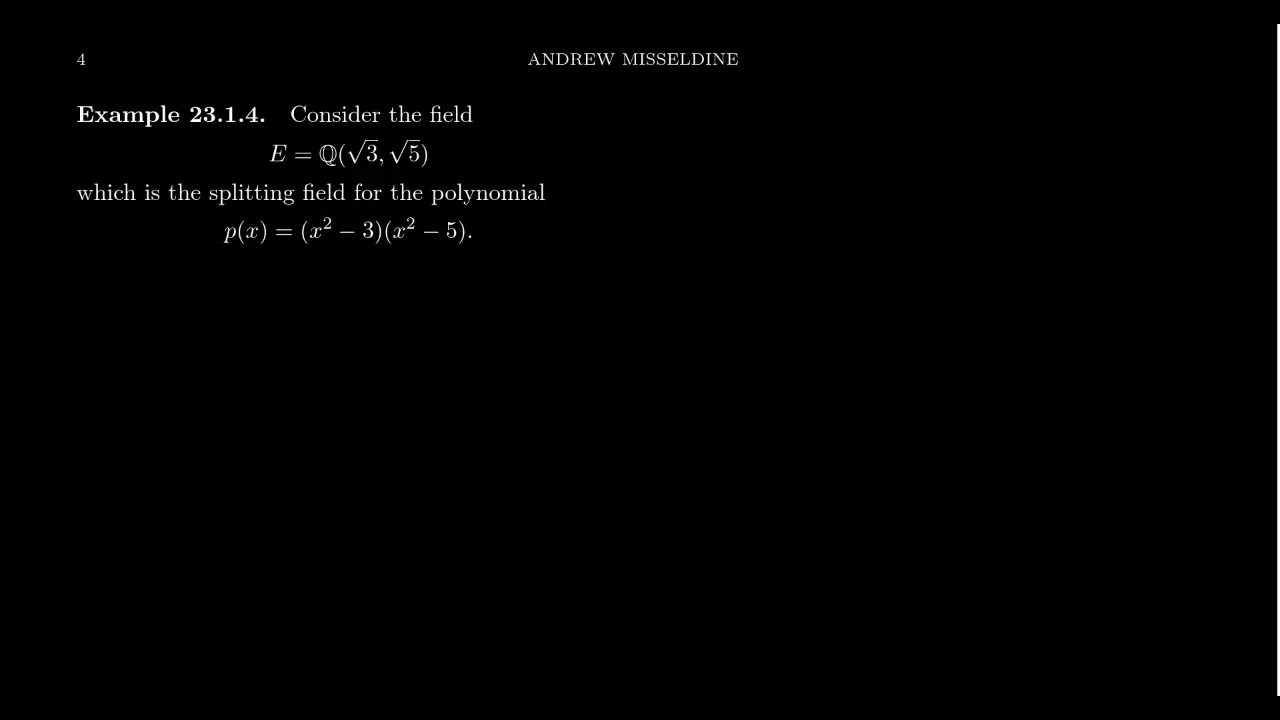 4 ANDREW MISSELDINE
Example 23.1.4. Consider the field
E = ℚ(√3, √5)
which is the splitting field for the polynomial
p(x) = (x² − 3)(x² − 5).